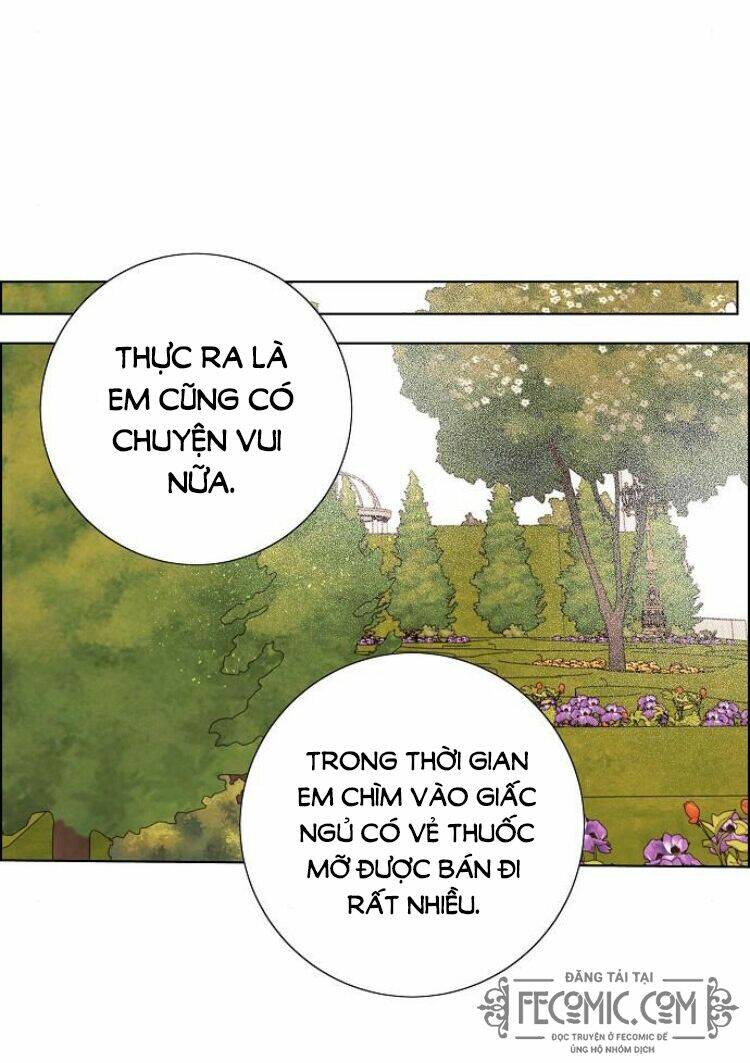 THỰC RA LÀ
EM CŨNG CÓ
CHUYỆN VUI
NỮA.
TRONG THỜI GIAN
EM CHÌM VÀO GIẤC
NGỦ CÓ VẺ THUỐC
MỠ ĐƯỢC BÁN ĐI
RẤT NHIỀU.
ĐĂNG TẢI TẠI
FECOMIC.COM
ĐỌC TRUYỆN Ở FECOMIC ĐỂ
ỦNG HỘ NHÓM DỊCH